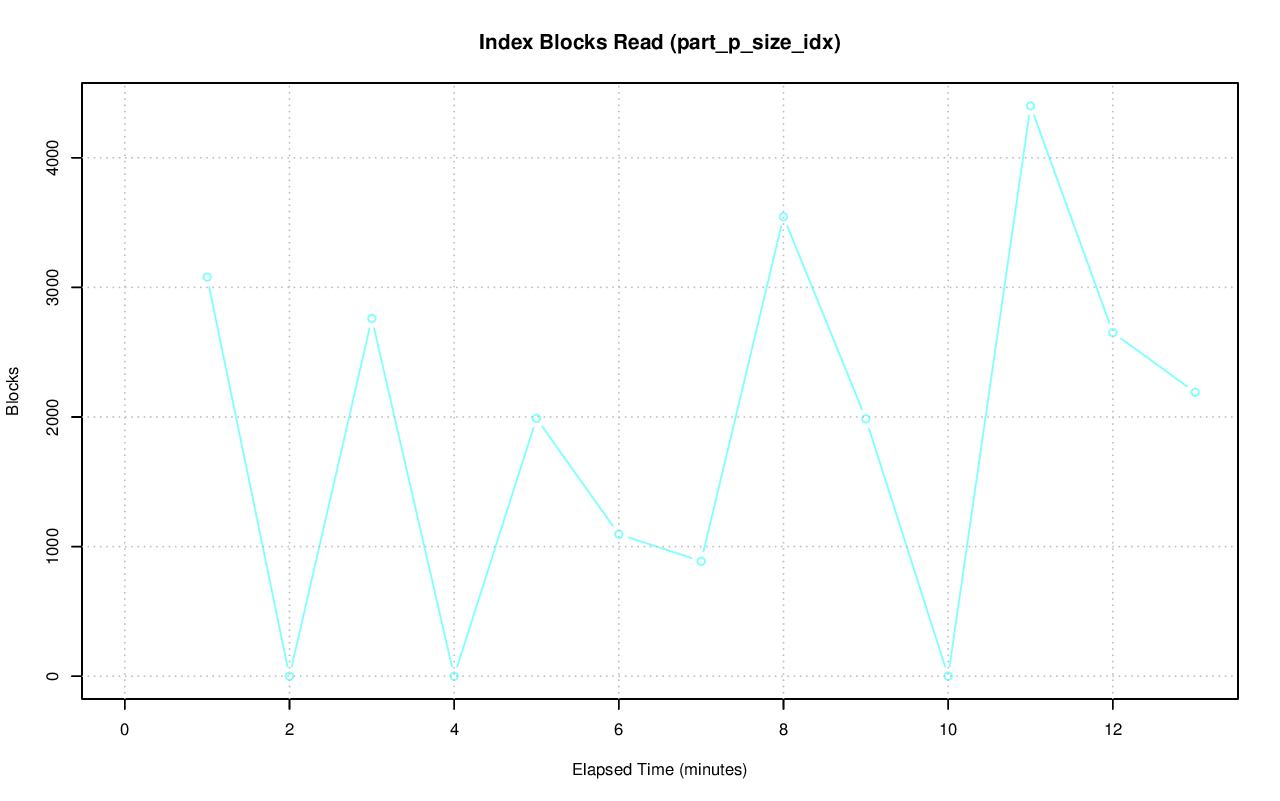 Index Blocks Read (part_p_size_idx)
Blocks
4000
3000
2000
1000
0
0 2 4 6 8 10 12
Elapsed Time (minutes)